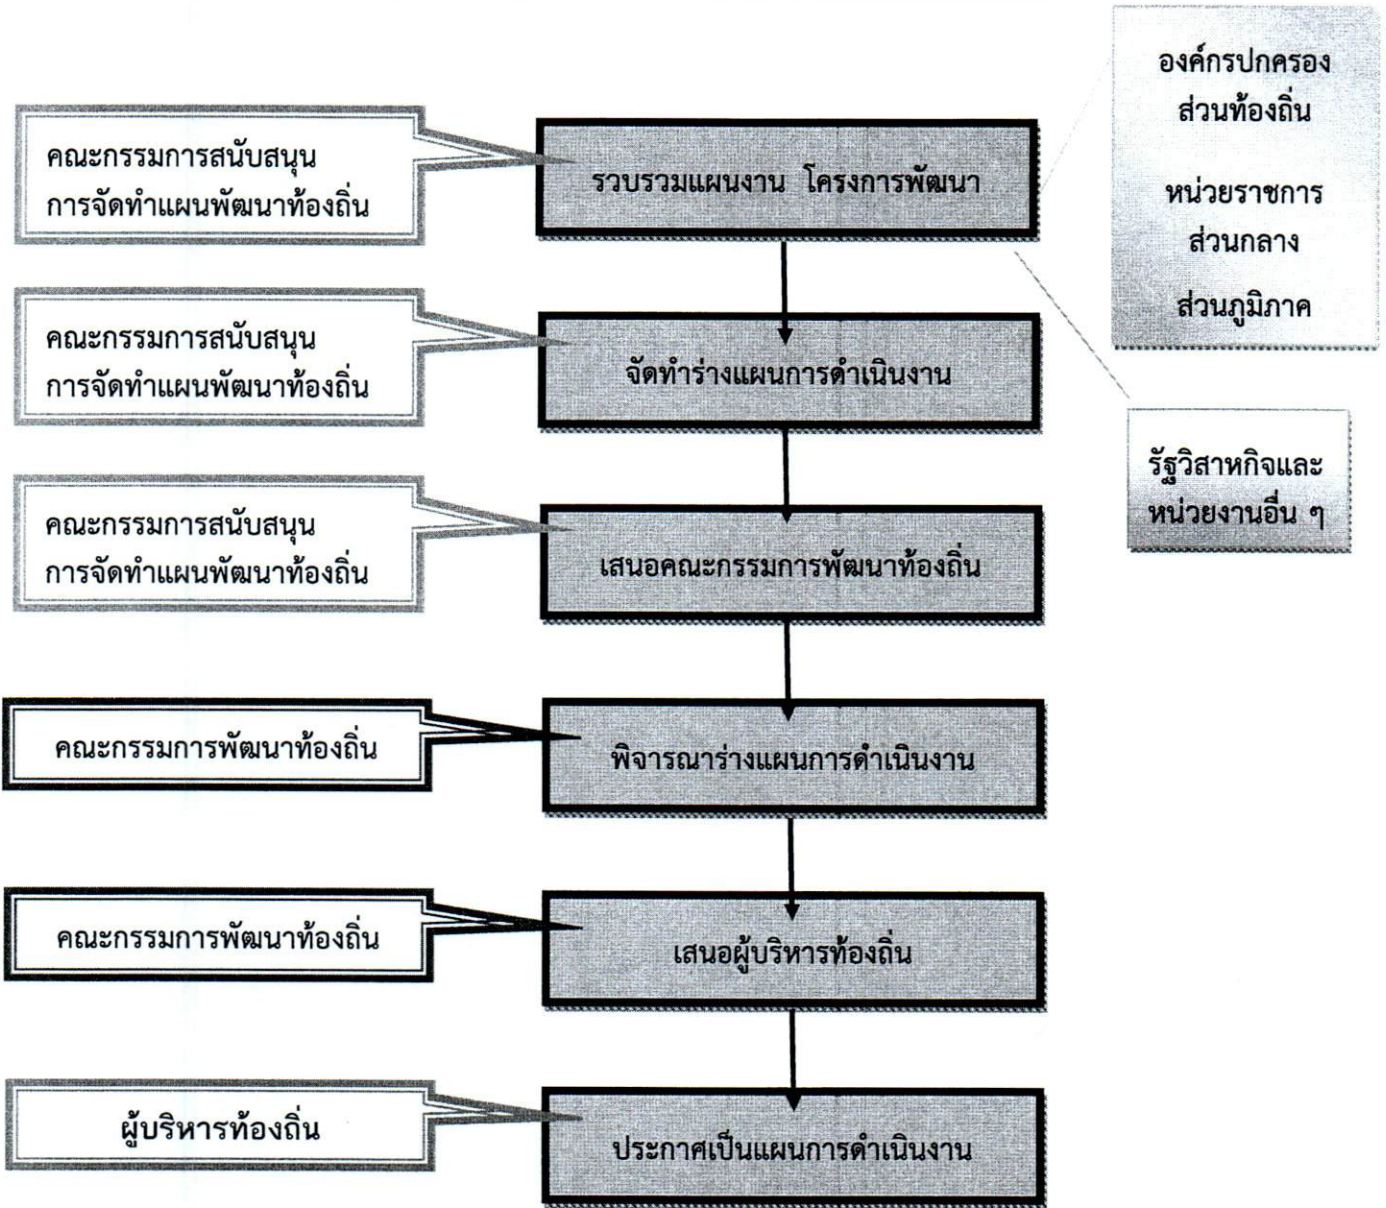 องค์กรปกครอง
ส่วนท้องถิ่น
หน่วยราชการ
ส่วนกลาง
ส่วนภูมิภาค
รัฐวิสาหกิจและ
หน่วยงานอื่น ๆ
คณะกรรมการสนับสนุน
การจัดทำแผนพัฒนาท้องถิ่น
รวบรวมแผนงาน โครงการพัฒนา
คณะกรรมการสนับสนุน
การจัดทำแผนพัฒนาท้องถิ่น
จัดทำร่างแผนการดำเนินงาน
คณะกรรมการสนับสนุน
การจัดทำแผนพัฒนาท้องถิ่น
เสนอคณะกรรมการพัฒนาท้องถิ่น
คณะกรรมการพัฒนาท้องถิ่น
พิจารณาร่างแผนการดำเนินงาน
คณะกรรมการพัฒนาท้องถิ่น
เสนอผู้บริหารท้องถิ่น
ผู้บริหารท้องถิ่น
ประกาศเป็นแผนการดำเนินงาน